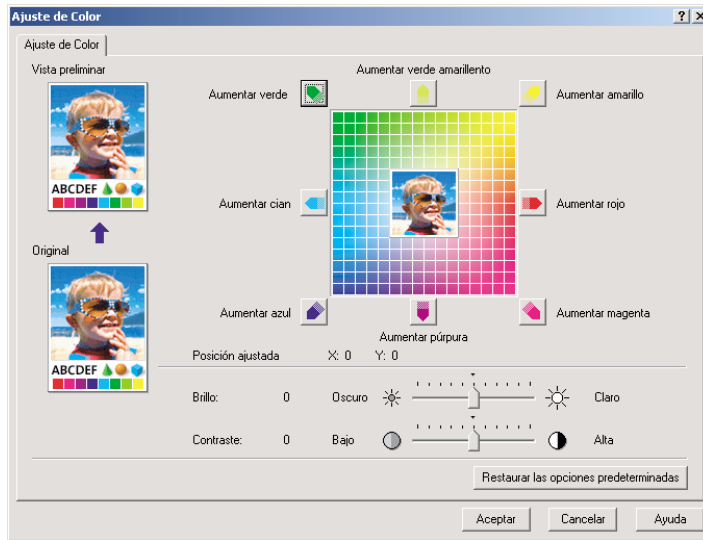 Ajuste de Color
Ajuste de Color
Vista preliminar
ABCDEF
Original
ABCDEF
Aumentar verde amarillento
Aumentar verde
Aumentar amarillo
Aumentar cian
Aumentar rojo
Aumentar azul
Aumentar magenta
Aumentar púrpura
Posición ajustada X: 0 Y: 0
Brillo: 0 Oscuro Claro
Contraste: 0 Bajo Alta
Restaurar las opciones predeterminadas
Aceptar Cancelar Ayuda